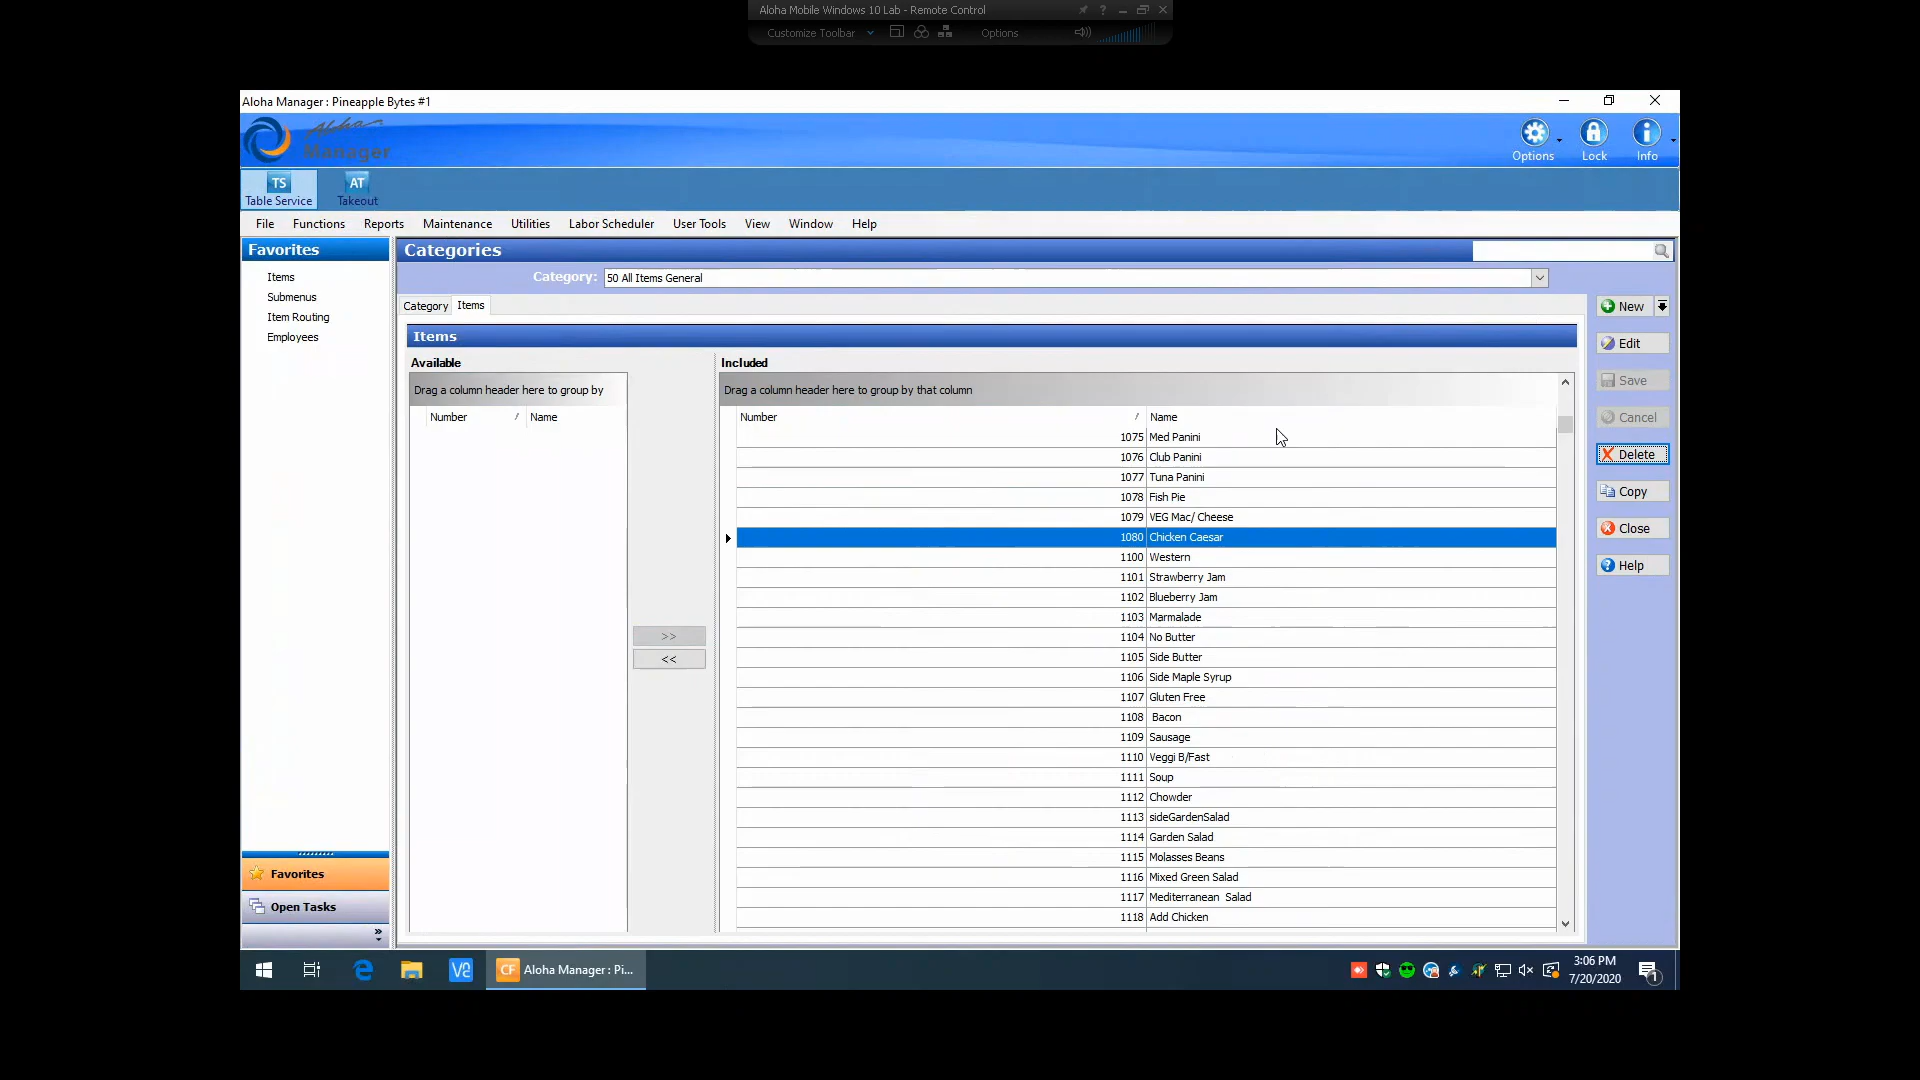 Aloha Mobile Windows 10 Lab - Remote Control
Customize Toolbar
Options
Aloha Manager : Pineapple Bytes #1
Aloha
Manager
Options
Lock
Info
TS
Table Service
AT
Takeout
File Functions Reports Maintenance Utilities Labor Scheduler User Tools View Window Help
Favorites
Items
Submenus
Item Routing
Employees
Favorites
Open Tasks
Categories
Category: 50 All Items General
Category Items
Items
Available
Drag a column header here to group by
Number / Name
>>
<<
Included
Drag a column header here to group by that column
Number / Name
1075 Med Panini
1076 Club Panini
1077 Tuna Panini
1078 Fish Pie
1079 VEG Mac/ Cheese
1080 Chicken Caesar
1100 Western
1101 Strawberry Jam
1102 Blueberry Jam
1103 Marmalade
1104 No Butter
1105 Side Butter
1106 Side Maple Syrup
1107 Gluten Free
1108 Bacon
1109 Sausage
1110 Veggi B/Fast
1111 Soup
1112 Chowder
1113 sideGardenSalad
1114 Garden Salad
1115 Molasses Beans
1116 Mixed Green Salad
1117 Mediterranean Salad
1118 Add Chicken
New
Edit
Save
Cancel
Delete
Copy
Close
Help
CF Aloha Manager : Pi...
3:06 PM
7/20/2020
1